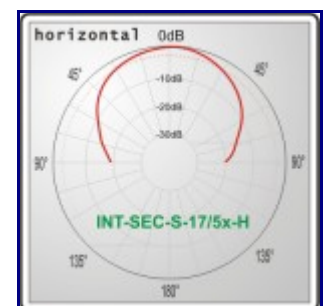 horizontal 0dB
45° 45°
-10dB
-20dB
-30dB
90° 90°
INT-SEC-S-17/5x-H
135° 135°
180°